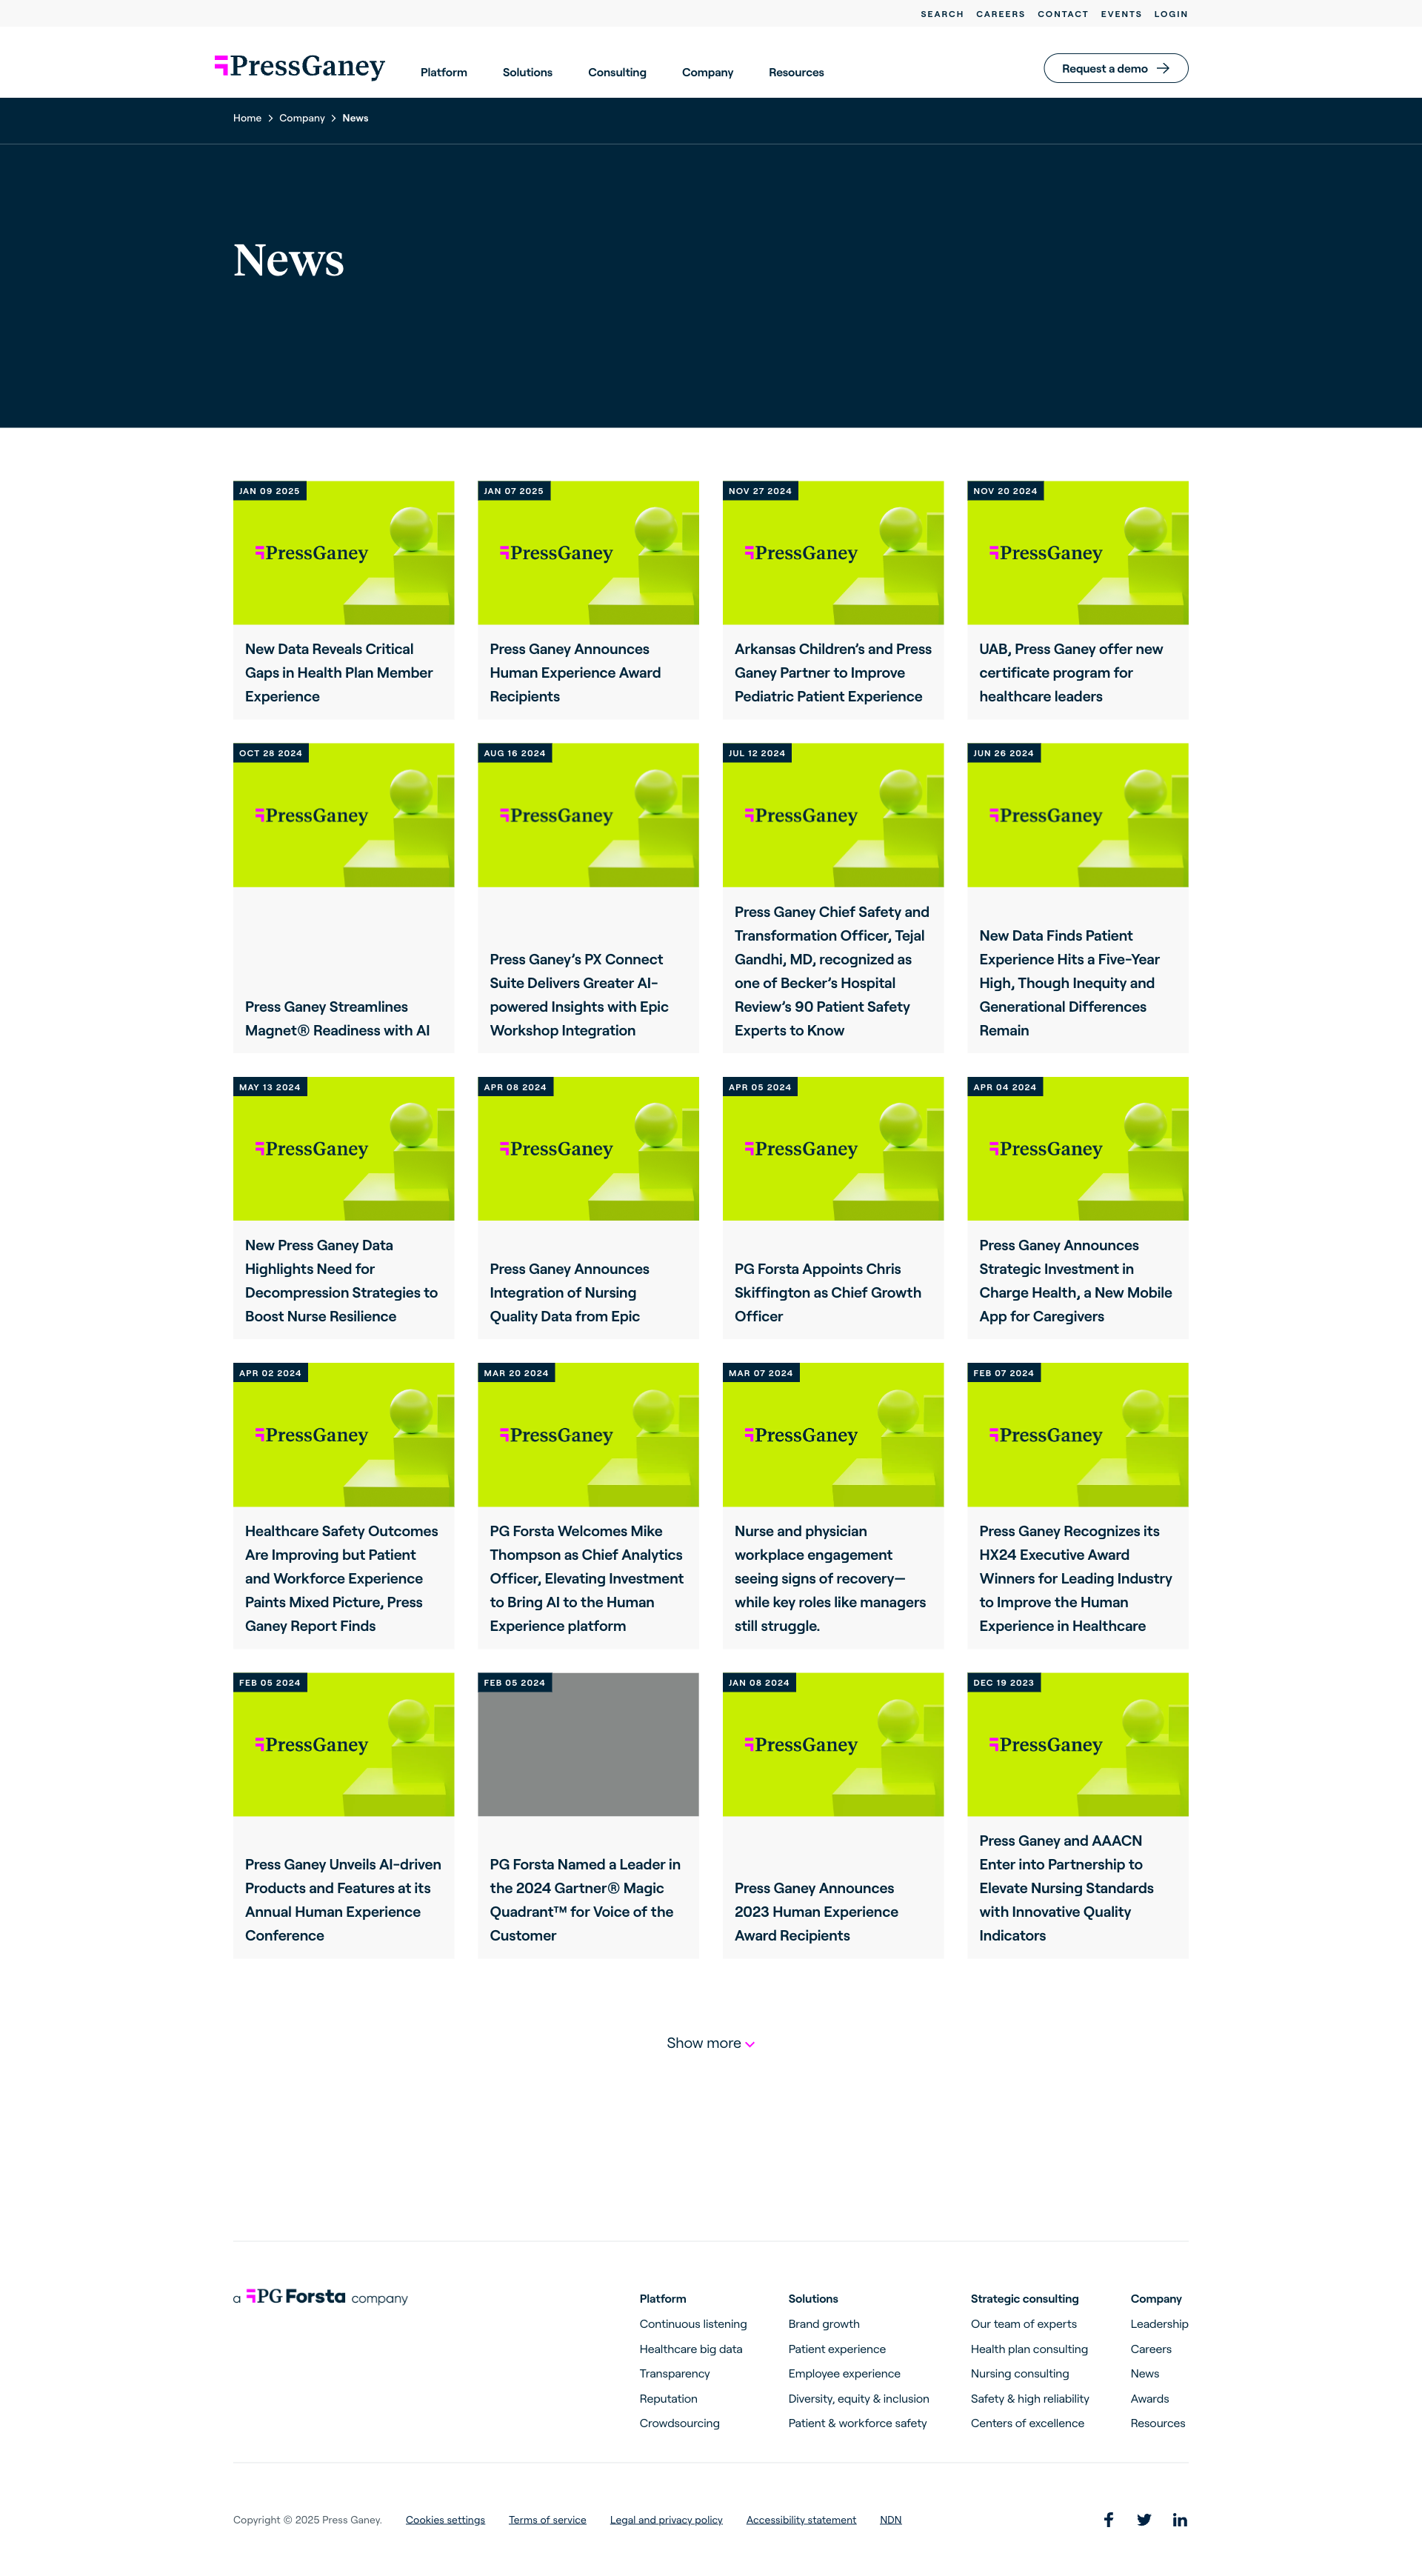 SEARCH CAREERS CONTACT EVENTS LOGIN
PressGaney Platform Solutions Consulting Company Resources Request a demo
Home Company News
News
JAN 09 2025
PressGaney
New Data Reveals Critical
Gaps in Health Plan Member
Experience
JAN 07 2025
PressGaney
Press Ganey Announces
Human Experience Award
Recipients
NOV 27 2024
PressGaney
Arkansas Children’s and Press
Ganey Partner to Improve
Pediatric Patient Experience
NOV 20 2024
PressGaney
UAB, Press Ganey offer new
certificate program for
healthcare leaders
OCT 28 2024
PressGaney
Press Ganey Streamlines
Magnet® Readiness with AI
AUG 16 2024
PressGaney
Press Ganey’s PX Connect
Suite Delivers Greater AI-
powered Insights with Epic
Workshop Integration
JUL 12 2024
PressGaney
Press Ganey Chief Safety and
Transformation Officer, Tejal
Gandhi, MD, recognized as
one of Becker’s Hospital
Review’s 90 Patient Safety
Experts to Know
JUN 26 2024
PressGaney
New Data Finds Patient
Experience Hits a Five-Year
High, Though Inequity and
Generational Differences
Remain
MAY 13 2024
PressGaney
New Press Ganey Data
Highlights Need for
Decompression Strategies to
Boost Nurse Resilience
APR 08 2024
PressGaney
Press Ganey Announces
Integration of Nursing
Quality Data from Epic
APR 05 2024
PressGaney
PG Forsta Appoints Chris
Skiffington as Chief Growth
Officer
APR 04 2024
PressGaney
Press Ganey Announces
Strategic Investment in
Charge Health, a New Mobile
App for Caregivers
APR 02 2024
PressGaney
Healthcare Safety Outcomes
Are Improving but Patient
and Workforce Experience
Paints Mixed Picture, Press
Ganey Report Finds
MAR 20 2024
PressGaney
PG Forsta Welcomes Mike
Thompson as Chief Analytics
Officer, Elevating Investment
to Bring AI to the Human
Experience platform
MAR 07 2024
PressGaney
Nurse and physician
workplace engagement
seeing signs of recovery—
while key roles like managers
still struggle.
FEB 07 2024
PressGaney
Press Ganey Recognizes its
HX24 Executive Award
Winners for Leading Industry
to Improve the Human
Experience in Healthcare
FEB 05 2024
PressGaney
Press Ganey Unveils AI-driven
Products and Features at its
Annual Human Experience
Conference
FEB 05 2024
PG Forsta Named a Leader in
the 2024 Gartner® Magic
Quadrant™ for Voice of the
Customer
JAN 08 2024
PressGaney
Press Ganey Announces
2023 Human Experience
Award Recipients
DEC 19 2023
PressGaney
Press Ganey and AAACN
Enter into Partnership to
Elevate Nursing Standards
with Innovative Quality
Indicators
Show more
a PG Forsta company
Platform
Continuous listening
Healthcare big data
Transparency
Reputation
Crowdsourcing
Solutions
Brand growth
Patient experience
Employee experience
Diversity, equity & inclusion
Patient & workforce safety
Strategic consulting
Our team of experts
Health plan consulting
Nursing consulting
Safety & high reliability
Centers of excellence
Company
Leadership
Careers
News
Awards
Resources
Copyright © 2025 Press Ganey. Cookies settings Terms of service Legal and privacy policy Accessibility statement NDN